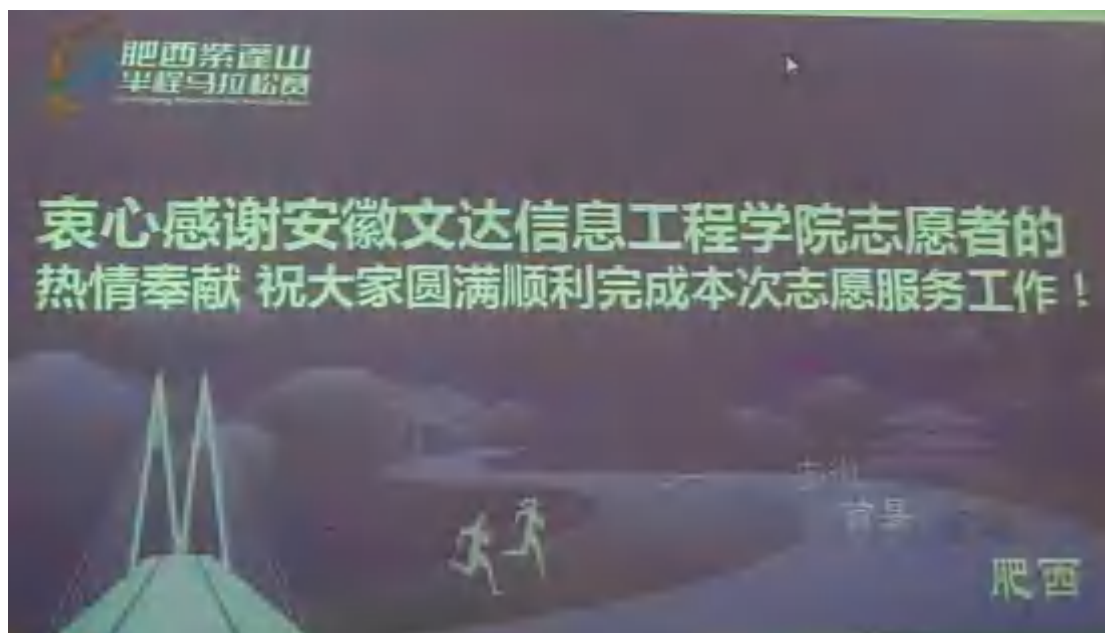 肥西紫蓬山
半程马拉松赛
衷心感谢安徽文达信息工程学院志愿者的
热情奉献 祝大家圆满顺利完成本次志愿服务工作！
首县
肥西